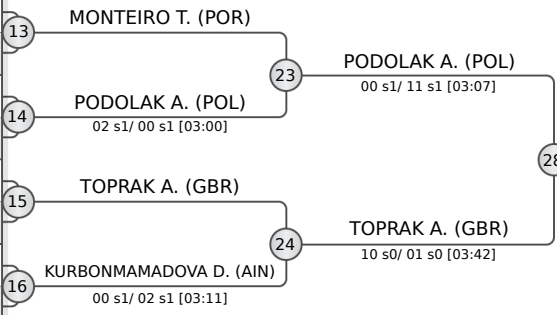 MONTEIRO T. (POR)
13
23
PODOLAK A. (POL)
00 s1/ 11 s1 [03:07]
PODOLAK A. (POL)
14
02 s1/ 00 s1 [03:00]
28
TOPRAK A. (GBR)
15
24
TOPRAK A. (GBR)
10 s0/ 01 s0 [03:42]
KURBONMAMADOVA D. (AIN)
16
00 s1/ 02 s1 [03:11]